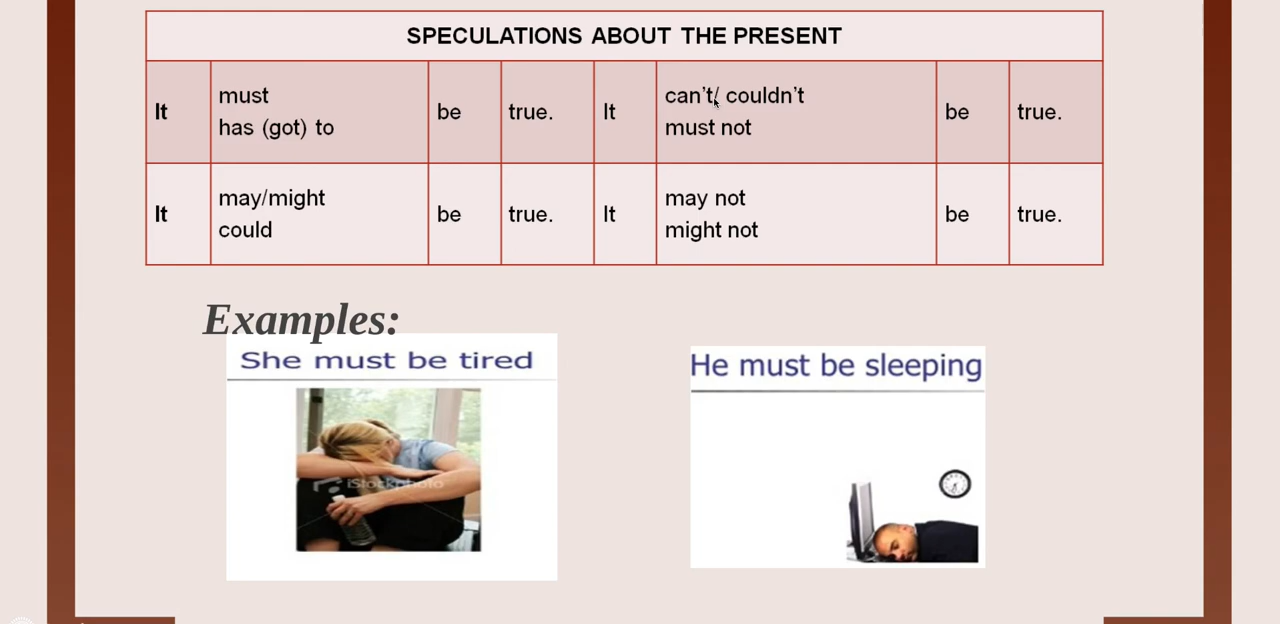 SPECULATIONS ABOUT THE PRESENT
It must has (got) to be true. It can't/ couldn't must not be true.
It may/might could be true. It may not might not be true.
Examples:
She must be tired
iStockphoto
He must be sleeping